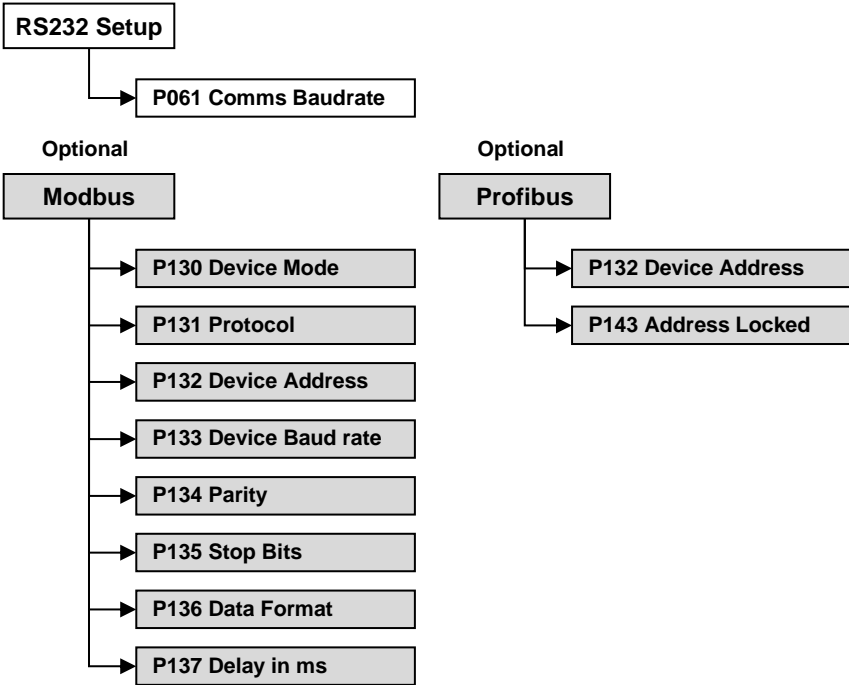 RS232 Setup
P061 Comms Baudrate
Optional
Modbus
P130 Device Mode
P131 Protocol
P132 Device Address
P133 Device Baud rate
P134 Parity
P135 Stop Bits
P136 Data Format
P137 Delay in ms
Optional
Profibus
P132 Device Address
P143 Address Locked